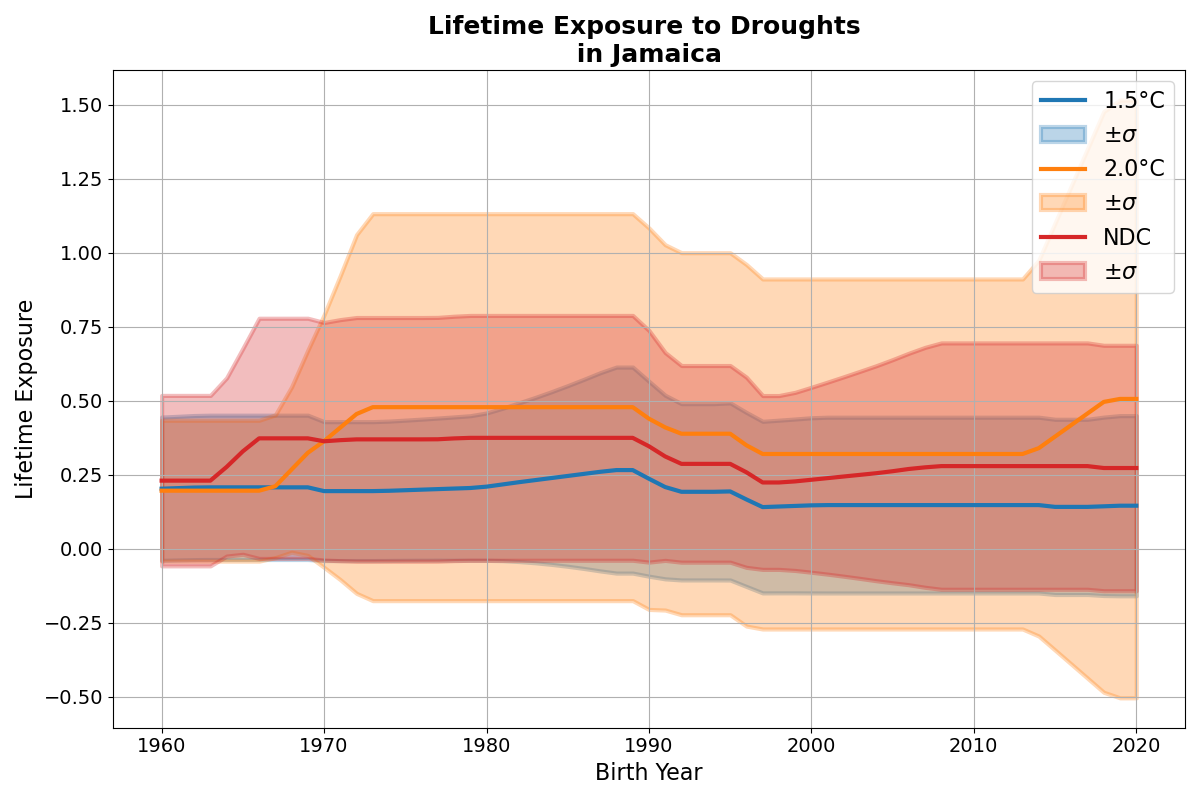 Lifetime Exposure to Droughts
in Jamaica
1.50
1.25
1.00
0.75
0.50
0.25
0.00
−0.25
−0.50
Lifetime Exposure
1.5°C
±σ
2.0°C
±σ
NDC
±σ
1960
1970
1980
1990
2000
2010
2020
Birth Year